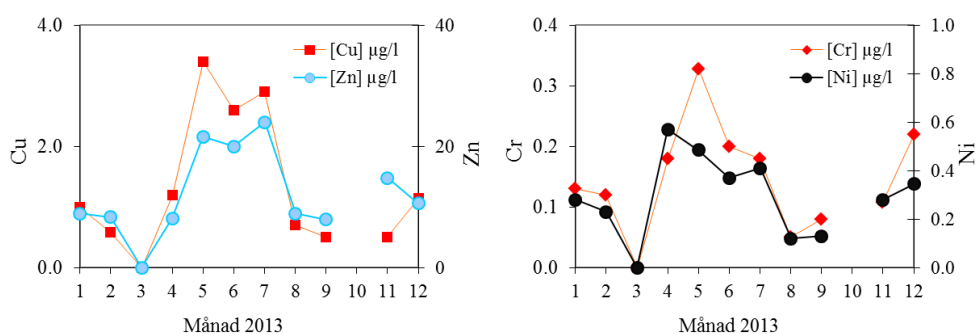 4.0
2.0
0.0
Cu
40
20
0
Zn
[Cu] µg/l
[Zn] µg/l
1 2 3 4 5 6 7 8 9 10 11 12
Månad 2013
0.4
0.3
0.2
0.1
0.0
Cr
1.0
0.8
0.6
0.4
0.2
0.0
Ni
[Cr] µg/l
[Ni] µg/l
1 2 3 4 5 6 7 8 9 10 11 12
Månad 2013